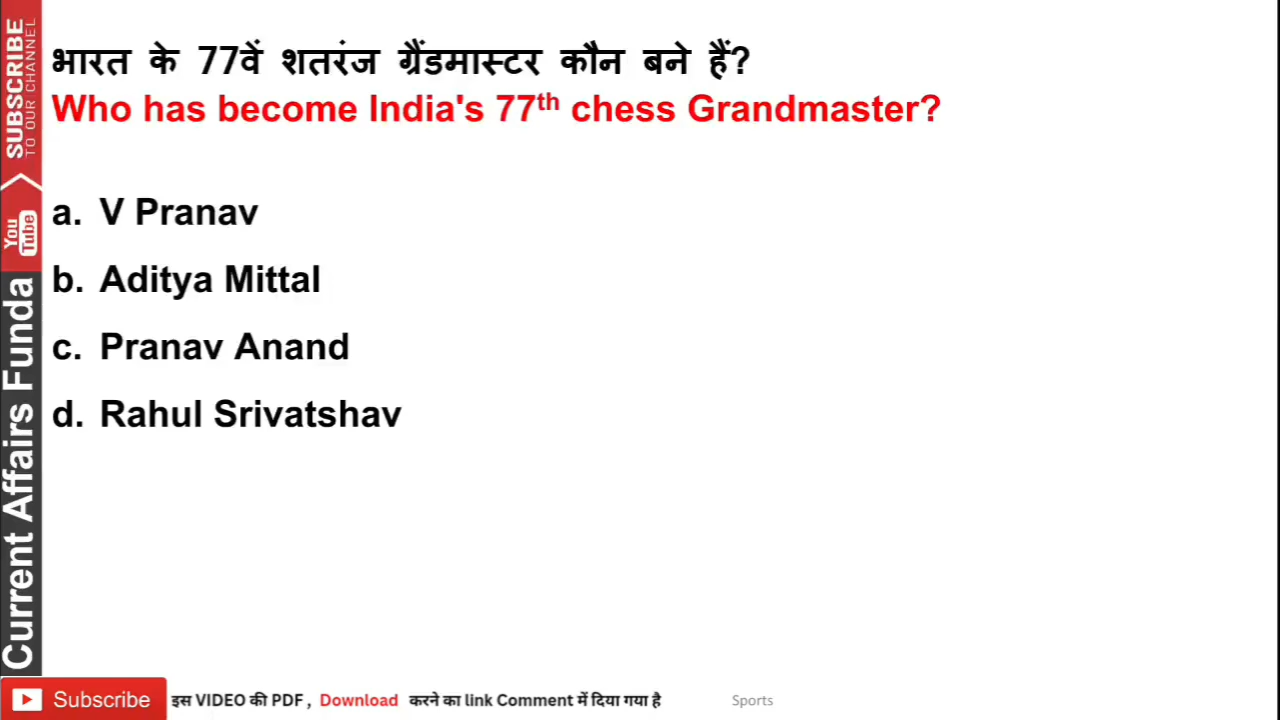 भारत के 77वें शतरंज ग्रैंडमास्टर कौन बने हैं?
Who has become India's 77th chess Grandmaster?
a. V Pranav
b. Aditya Mittal
c. Pranav Anand
d. Rahul Srivatshav
SUBSCRIBE
TO OUR CHANNEL
You
Tube
Current Affairs Funda
Subscribe
इस VIDEO की PDF , Download करने का link Comment में दिया गया है
Sports